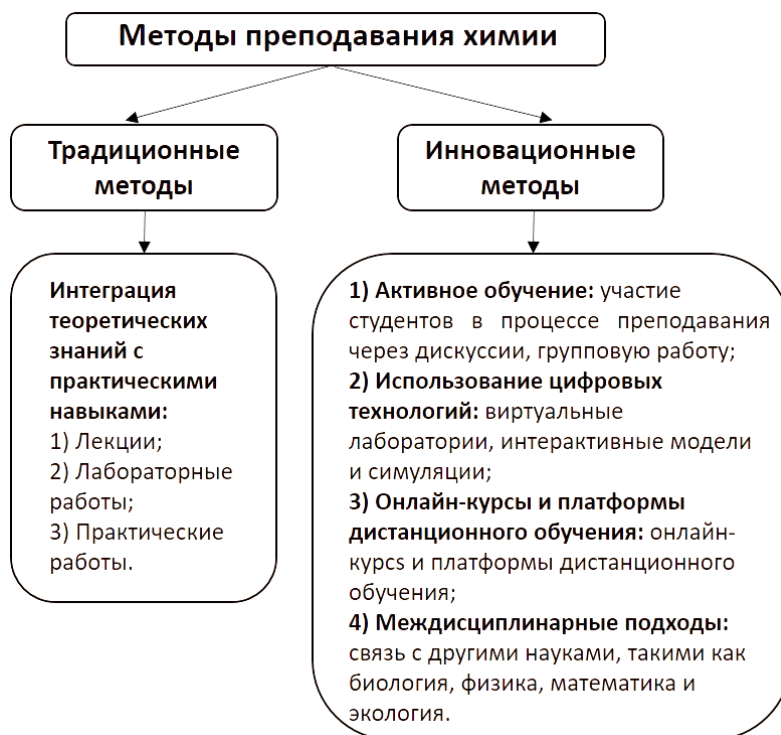 Методы преподавания химии
Традиционные
методы
Инновационные
методы
Интеграция
теоретических
знаний с
практическими
навыками:
1) Лекции;
2) Лабораторные
работы;
3) Практические
работы.
1) Активное обучение: участие
студентов в процессе преподавания
через дискуссии, групповую работу;
2) Использование цифровых
технологий: виртуальные
лаборатории, интерактивные модели
и симуляции;
3) Онлайн-курсы и платформы
дистанционного обучения: онлайн-
курсs и платформы дистанционного
обучения;
4) Междисциплинарные подходы:
связь с другими науками, такими как
биология, физика, математика и
экология.